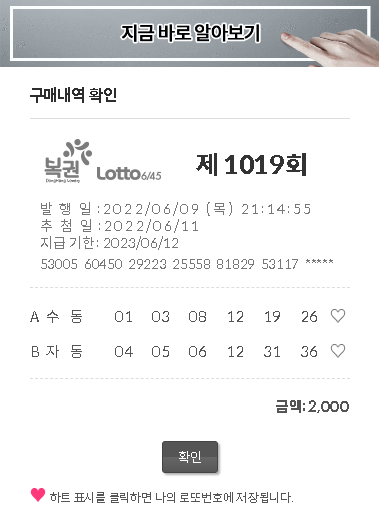 지금 바로 알아보기
구매내역 확인
복권 Lotto6/45 제 1019회
발 행 일 : 2022/06/09 (목) 21:14:55
추 첨 일 : 2022/06/11
지급기한: 2023/06/12
53005 60450 29223 25558 81829 53117 *****
A 수 동 01 03 08 12 19 26
B 자 동 04 05 06 12 31 36
금액: 2,000
확인
하트 표시를 클릭하면 나의 로또번호에 저장됩니다.